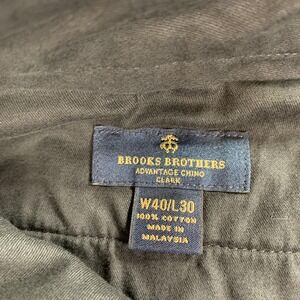 BROOKS BROTHERS
ADVANTAGE CHINO
CLARK
W40/L30
100% COTTON
MADE IN
MALAYSIA